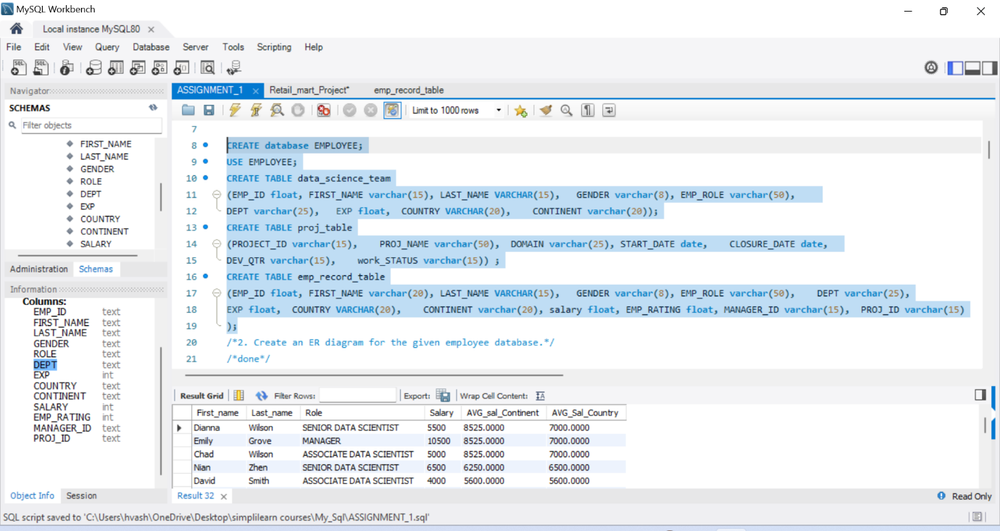 MySQL Workbench
Local instance MySQL80
File Edit View Query Database Server Tools Scripting Help
Navigator
SCHEMAS
Filter objects
FIRST_NAME
LAST_NAME
GENDER
ROLE
DEPT
EXP
COUNTRY
CONTINENT
SALARY
Administration Schemas
Information
Columns:
EMP_ID text
FIRST_NAME text
LAST_NAME text
GENDER text
ROLE text
DEPT text
EXP int
COUNTRY text
CONTINENT text
SALARY int
EMP_RATING int
MANAGER_ID text
PROJ_ID text
Object Info Session
ASSIGNMENT_1 Retail_mart_Project* emp_record_table
Limit to 1000 rows
7
8 CREATE database EMPLOYEE;
9 USE EMPLOYEE;
10 CREATE TABLE data_science_team
11 (EMP_ID float, FIRST_NAME varchar(15), LAST_NAME VARCHAR(15), GENDER varchar(8), EMP_ROLE varchar(50),
12 DEPT varchar(25), EXP float, COUNTRY VARCHAR(20), CONTINENT varchar(20));
13 CREATE TABLE proj_table
14 (PROJECT_ID varchar(15), PROJ_NAME varchar(50), DOMAIN varchar(25), START_DATE date, CLOSURE_DATE date,
15 DEV_QTR varchar(15), work_STATUS varchar(15)) ;
16 CREATE TABLE emp_record_table
17 (EMP_ID float, FIRST_NAME varchar(20), LAST_NAME VARCHAR(15), GENDER varchar(8), EMP_ROLE varchar(50), DEPT varchar(25),
18 EXP float, COUNTRY VARCHAR(20), CONTINENT varchar(20), salary float, EMP_RATING float, MANAGER_ID varchar(15), PROJ_ID varchar(15)
19 );
20 /*2. Create an ER diagram for the given employee database.*/
21 /*done*/
Result Grid Filter Rows: Export: Wrap Cell Content:
First_name Last_name Role Salary AVG_sal_Continent AVG_Sal_Country
Dianna Wilson SENIOR DATA SCIENTIST 5500 8525.0000 7000.0000
Emily Grove MANAGER 10500 8525.0000 7000.0000
Chad Wilson ASSOCIATE DATA SCIENTIST 5000 8525.0000 7000.0000
Nian Zhen SENIOR DATA SCIENTIST 6500 6250.0000 6500.0000
David Smith ASSOCIATE DATA SCIENTIST 4000 5600.0000 5600.0000
Result 32 Read Only
SQL script saved to 'C:\Users\hvash\OneDrive\Desktop\simplilearn courses\My_Sql\ASSIGNMENT_1.sql'